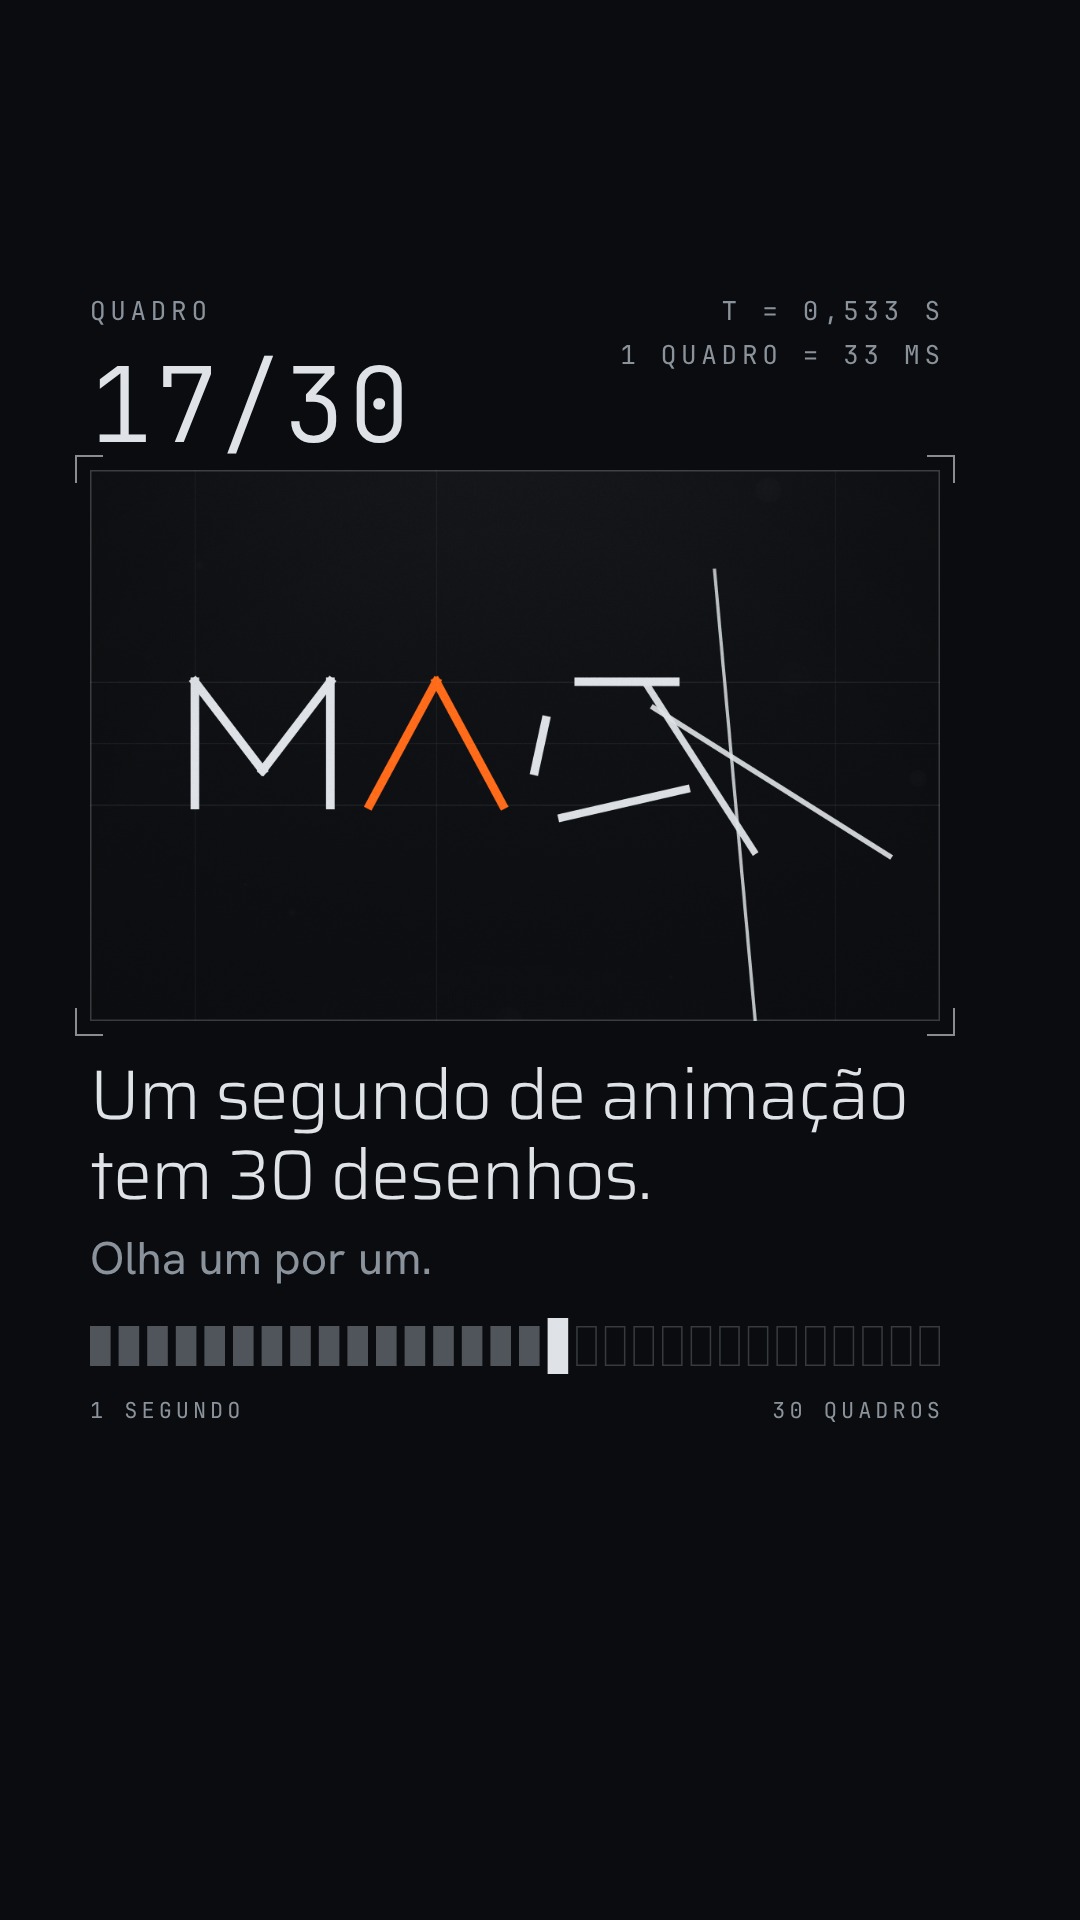 QUADRO
T = 0,533 S
1 QUADRO = 33 MS
17/30
MA
Um segundo de animação
tem 30 desenhos.
Olha um por um.
1 SEGUNDO
30 QUADROS